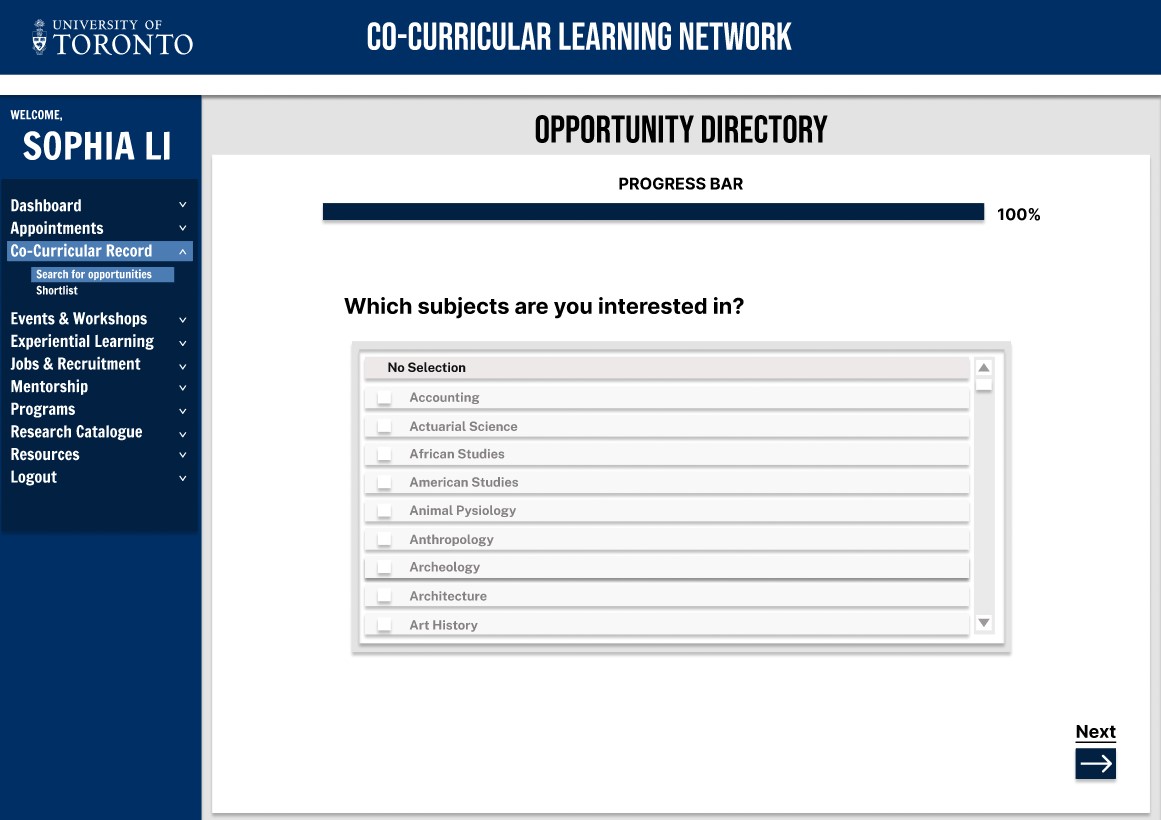 UNIVERSITY OF
TORONTO
CO-CURRICULAR LEARNING NETWORK
WELCOME,
SOPHIA LI
Dashboard
Appointments
Co-Curricular Record
Search for opportunities
Shortlist
Events & Workshops
Experiential Learning
Jobs & Recruitment
Mentorship
Programs
Research Catalogue
Resources
Logout
OPPORTUNITY DIRECTORY
PROGRESS BAR
100%
Which subjects are you interested in?
No Selection
Accounting
Actuarial Science
African Studies
American Studies
Animal Pysiology
Anthropology
Archeology
Architecture
Art History
Next